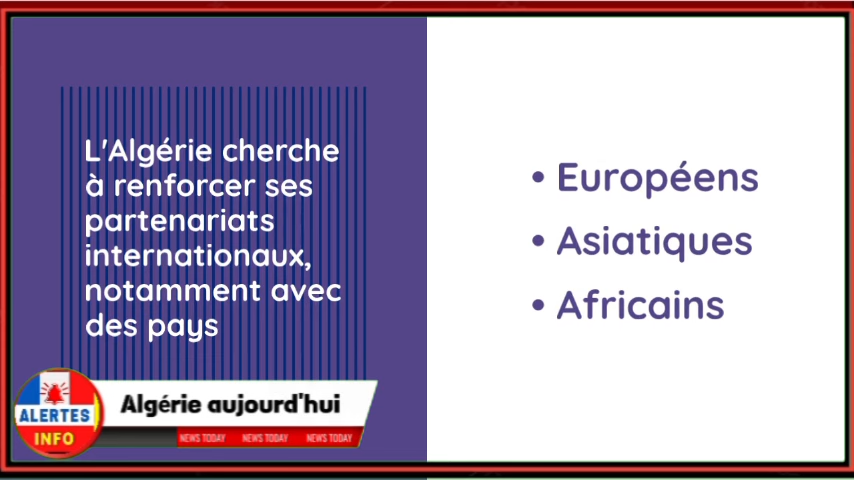 L'Algérie cherche
à renforcer ses
partenariats
internationaux,
notamment avec
des pays
• Européens
• Asiatiques
• Africains
ALERTES
INFO
Algérie aujourd'hui
NEWS TODAY NEWS TODAY NEWS TODAY